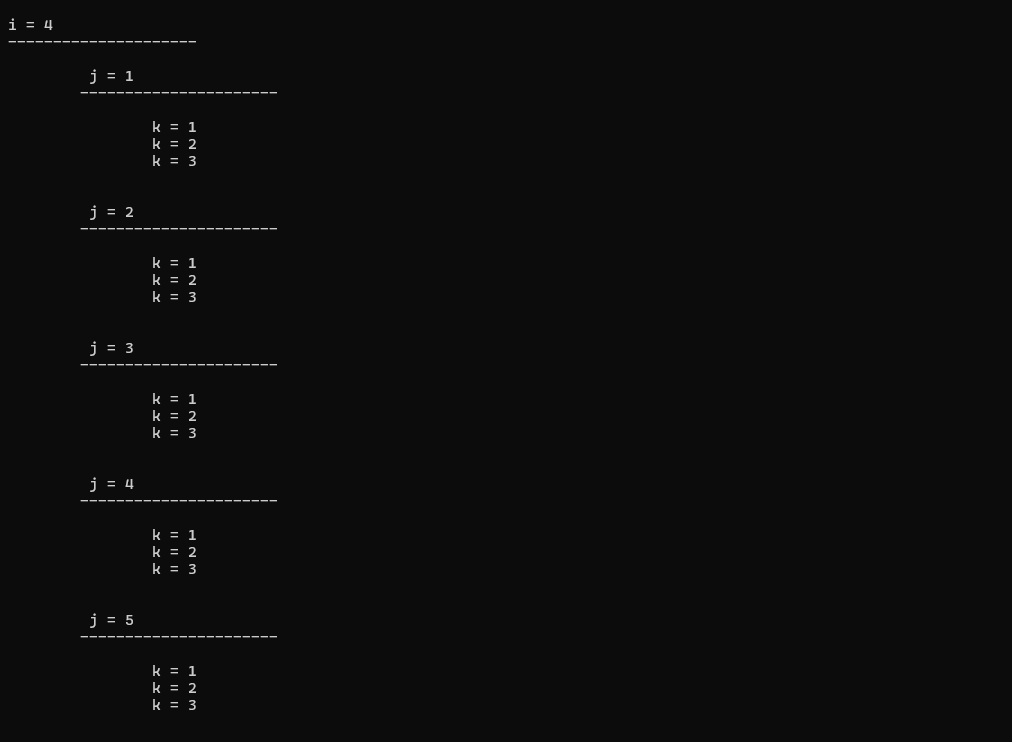 i = 4
---------------------
j = 1
----------------------
k = 1
k = 2
k = 3
j = 2
----------------------
k = 1
k = 2
k = 3
j = 3
----------------------
k = 1
k = 2
k = 3
j = 4
----------------------
k = 1
k = 2
k = 3
j = 5
----------------------
k = 1
k = 2
k = 3